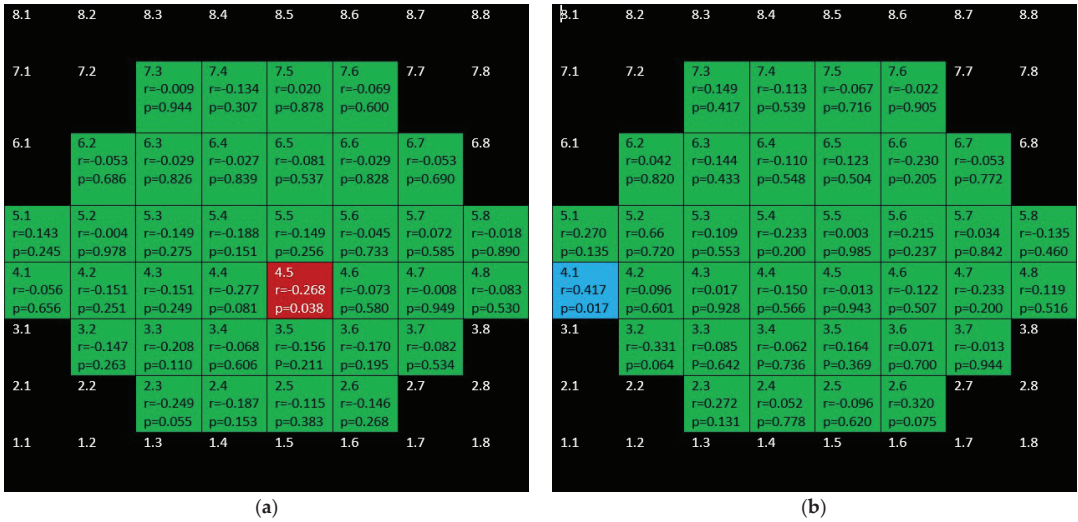 8.1 8.2 8.3 8.4 8.5 8.6 8.7 8.8
7.1 7.2 7.3 7.4 7.5 7.6 7.7 7.8
r=-0.009 r=-0.134 r=0.020 r=-0.069
p=0.944 p=0.307 p=0.878 p=0.600
6.1 6.2 6.3 6.4 6.5 6.6 6.7 6.8
r=-0.053 r=-0.029 r=-0.027 r=-0.081 r=-0.029 r=-0.053
p=0.686 p=0.826 p=0.839 p=0.537 p=0.828 p=0.690
5.1 5.2 5.3 5.4 5.5 5.6 5.7 5.8
r=0.143 r=-0.004 r=-0.149 r=-0.188 r=-0.149 r=-0.045 r=0.072 r=-0.018
p=0.245 p=0.978 p=0.275 p=0.151 p=0.256 p=0.733 p=0.585 p=0.890
4.1 4.2 4.3 4.4 4.5 4.6 4.7 4.8
r=-0.056 r=-0.151 r=-0.151 r=-0.277 r=-0.268 r=-0.073 r=-0.008 r=-0.083
p=0.656 p=0.251 p=0.249 p=0.081 p=0.038 p=0.580 p=0.949 p=0.530
3.1 3.2 3.3 3.4 3.5 3.6 3.7 3.8
r=-0.147 r=-0.208 r=-0.068 r=-0.156 r=-0.170 r=-0.082
p=0.263 p=0.110 p=0.606 P=0.211 p=0.195 p=0.534
2.1 2.2 2.3 2.4 2.5 2.6 2.7 2.8
r=-0.249 r=-0.187 r=-0.115 r=-0.146
p=0.055 p=0.153 p=0.383 p=0.268
1.1 1.2 1.3 1.4 1.5 1.6 1.7 1.8
(a)
8.1 8.2 8.3 8.4 8.5 8.6 8.7 8.8
7.1 7.2 7.3 7.4 7.5 7.6 7.7 7.8
r=0.149 r=-0.113 r=-0.067 r=-0.022
p=0.417 p=0.539 p=0.716 p=0.905
6.1 6.2 6.3 6.4 6.5 6.6 6.7 6.8
r=0.042 r=0.144 r=-0.110 r=0.123 r=-0.230 r=-0.053
p=0.820 p=0.433 p=0.548 p=0.504 p=0.205 p=0.772
5.1 5.2 5.3 5.4 5.5 5.6 5.7 5.8
r=0.270 r=0.66 r=0.109 r=-0.233 r=0.003 r=0.215 r=0.034 r=-0.135
p=0.135 p=0.720 p=0.553 p=0.200 p=0.985 p=0.237 p=0.842 p=0.460
4.1 4.2 4.3 4.4 4.5 4.6 4.7 4.8
r=0.417 r=0.096 r=0.017 r=-0.150 r=-0.013 r=-0.122 r=-0.233 r=0.119
p=0.017 p=0.601 p=0.928 p=0.566 p=0.943 p=0.507 p=0.200 p=0.516
3.1 3.2 3.3 3.4 3.5 3.6 3.7 3.8
r=-0.331 r=0.085 r=-0.062 r=0.164 r=0.071 r=-0.013
p=0.064 P=0.642 P=0.736 p=0.369 p=0.700 p=0.944
2.1 2.2 2.3 2.4 2.5 2.6 2.7 2.8
r=0.272 r=0.052 r=-0.096 r=0.320
p=0.131 p=0.778 p=0.620 p=0.075
1.1 1.2 1.3 1.4 1.5 1.6 1.7 1.8
(b)